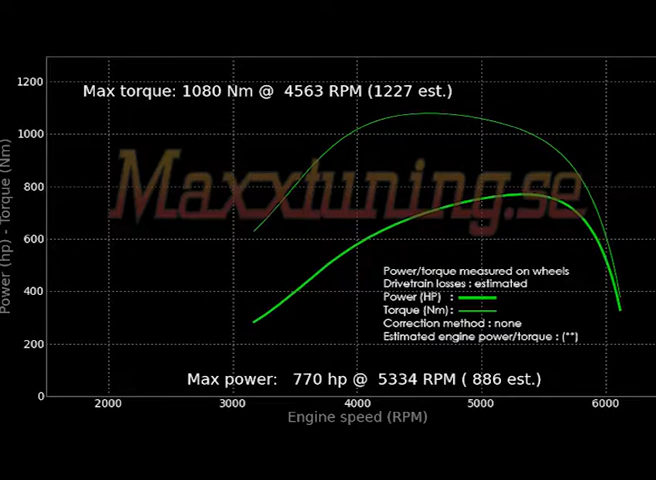 1200
Max torque: 1080 Nm @ 4563 RPM (1227 est.)
1000
Maxxtuning.se
800
600
Power/torque measured on wheels
Drivetrain losses : estimated
400
Power (HP) :
Torque (Nm) :
Correction method : none
200
Estimated engine power/torque : (**)
Max power: 770 hp @ 5334 RPM ( 886 est.)
0
2000 3000 4000 5000 6000
Engine speed (RPM)
Power (hp) - Torque (Nm)